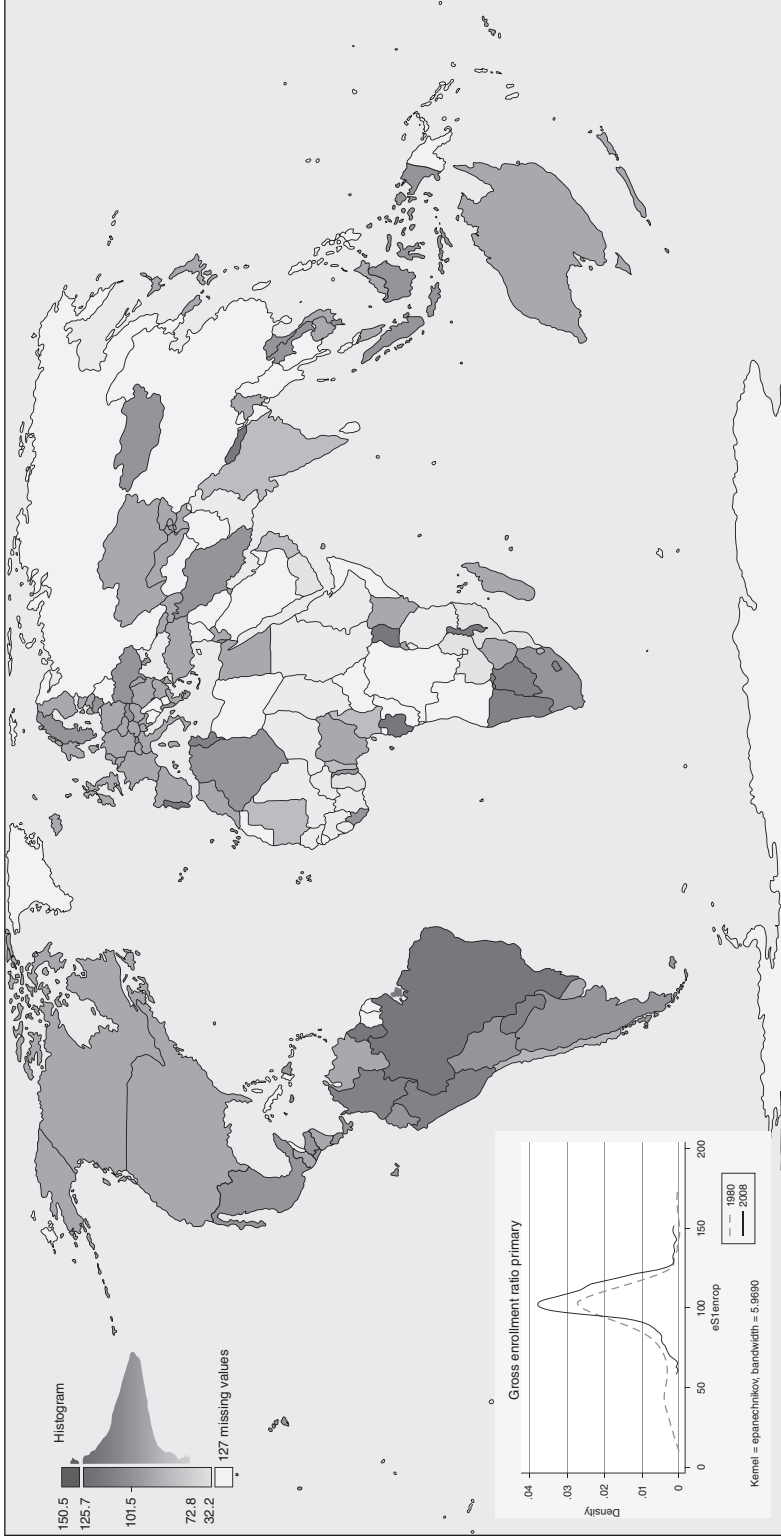 Histogram
150.5
125.7
101.5
72.8
32.2
127 missing values
Gross enrollment ratio primary
.04
.03
.02
.01
0
Density
0 50 100 150 200
eS1enrop
1980
2008
Kernel = epanechnikov, bandwidth = 5.9690